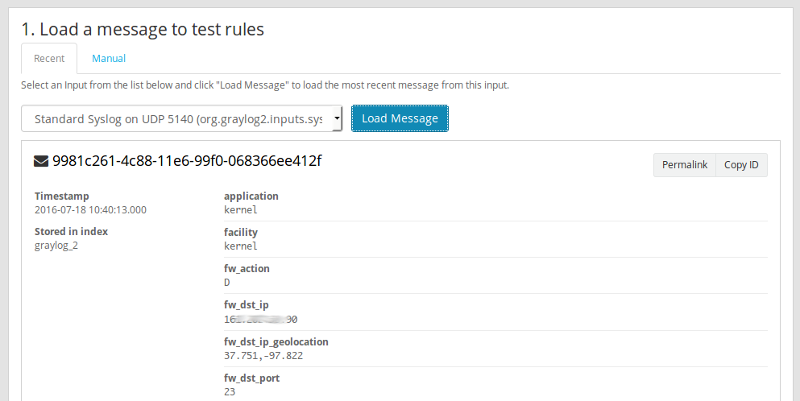 1. Load a message to test rules
Recent
Manual
Select an Input from the list below and click "Load Message" to load the most recent message from this input.
Standard Syslog on UDP 5140 (org.graylog2.inputs.sys
Load Message
9981c261-4c88-11e6-99f0-068366ee412f
Permalink
Copy ID
Timestamp
2016-07-18 10:40:13.000
Stored in index
graylog_2
application
kernel
facility
kernel
fw_action
D
fw_dst_ip
fw_dst_ip_geolocation
37.751,-97.822
fw_dst_port
23